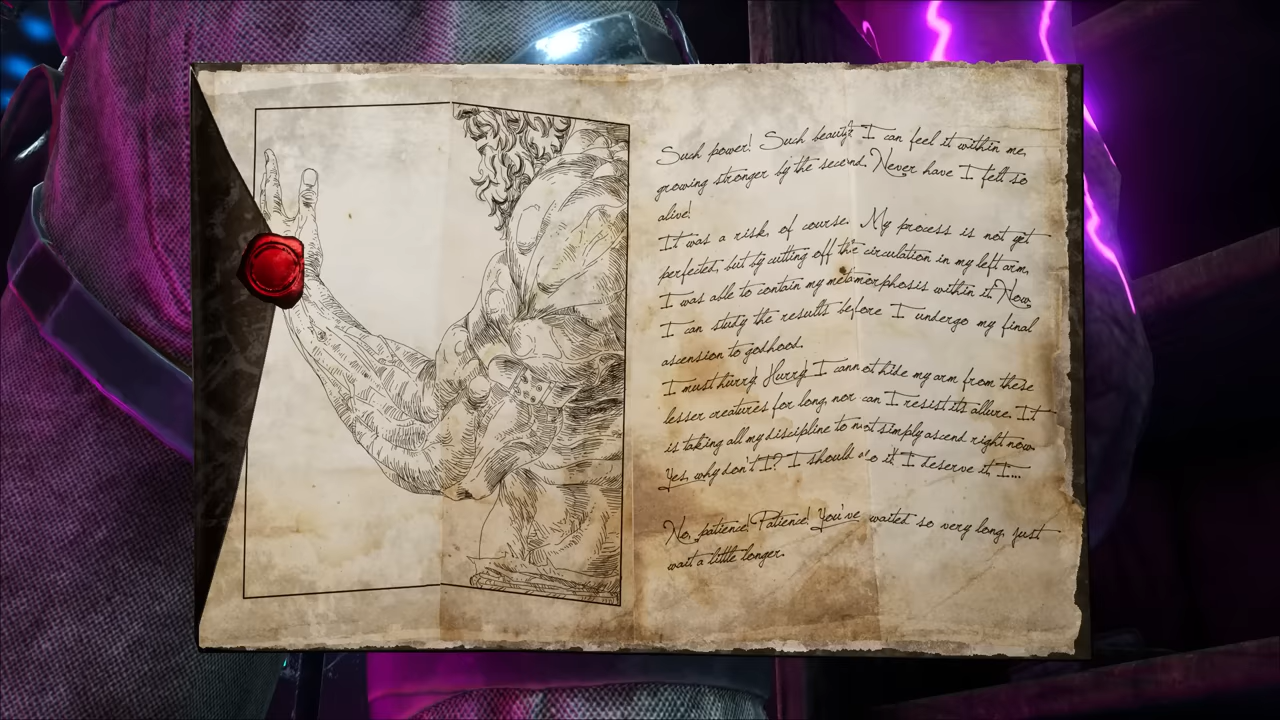 Such power! Such beauty! I can feel it within me,
growing stronger by the second. Never have I felt so
alive!
It was a risk, of course. My process is not yet
perfected, but by cutting off the circulation in my left arm,
I was able to contain my metamorphosis within it. Now,
I can study the results before I undergo my final
ascension to godhood.
I must hurry! Hurry! I cannot hide my arm from these
lesser creatures for long, nor can I resist its allure. It
is taking all my discipline to not simply ascend right now.
Yes, why don't I? I should do it! I deserve it, I...
No, patience! Patience! You've waited so very long, just
wait a little longer.